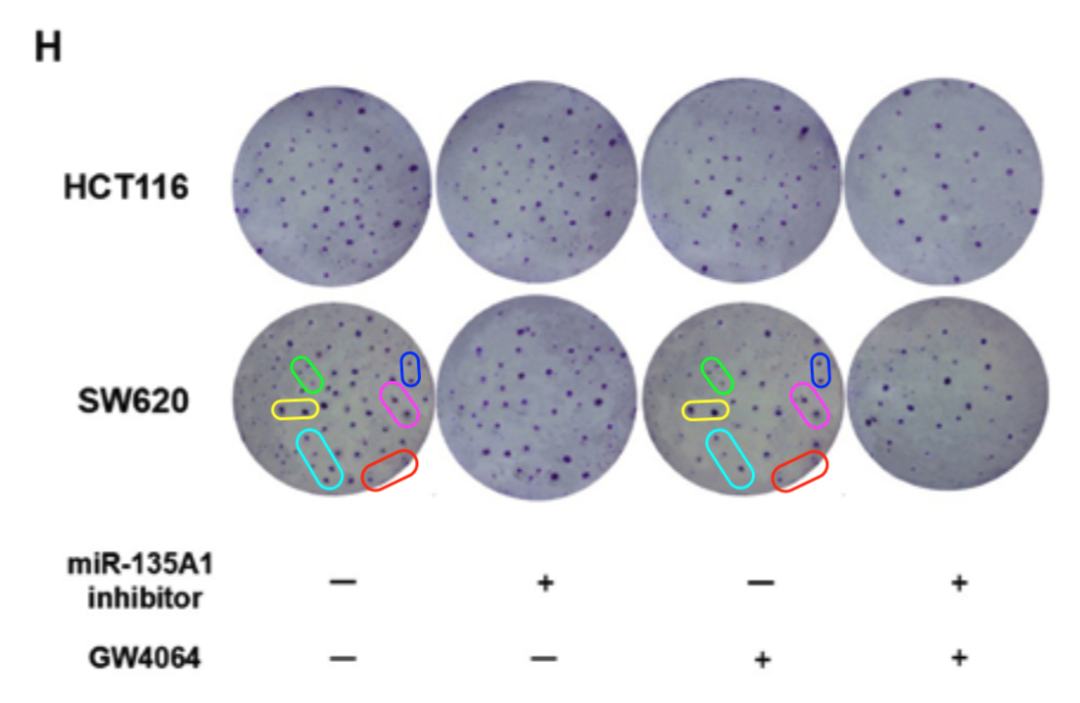 H
HCT116
SW620
miR-135A1
inhibitor
— + — +
GW4064
— — + +